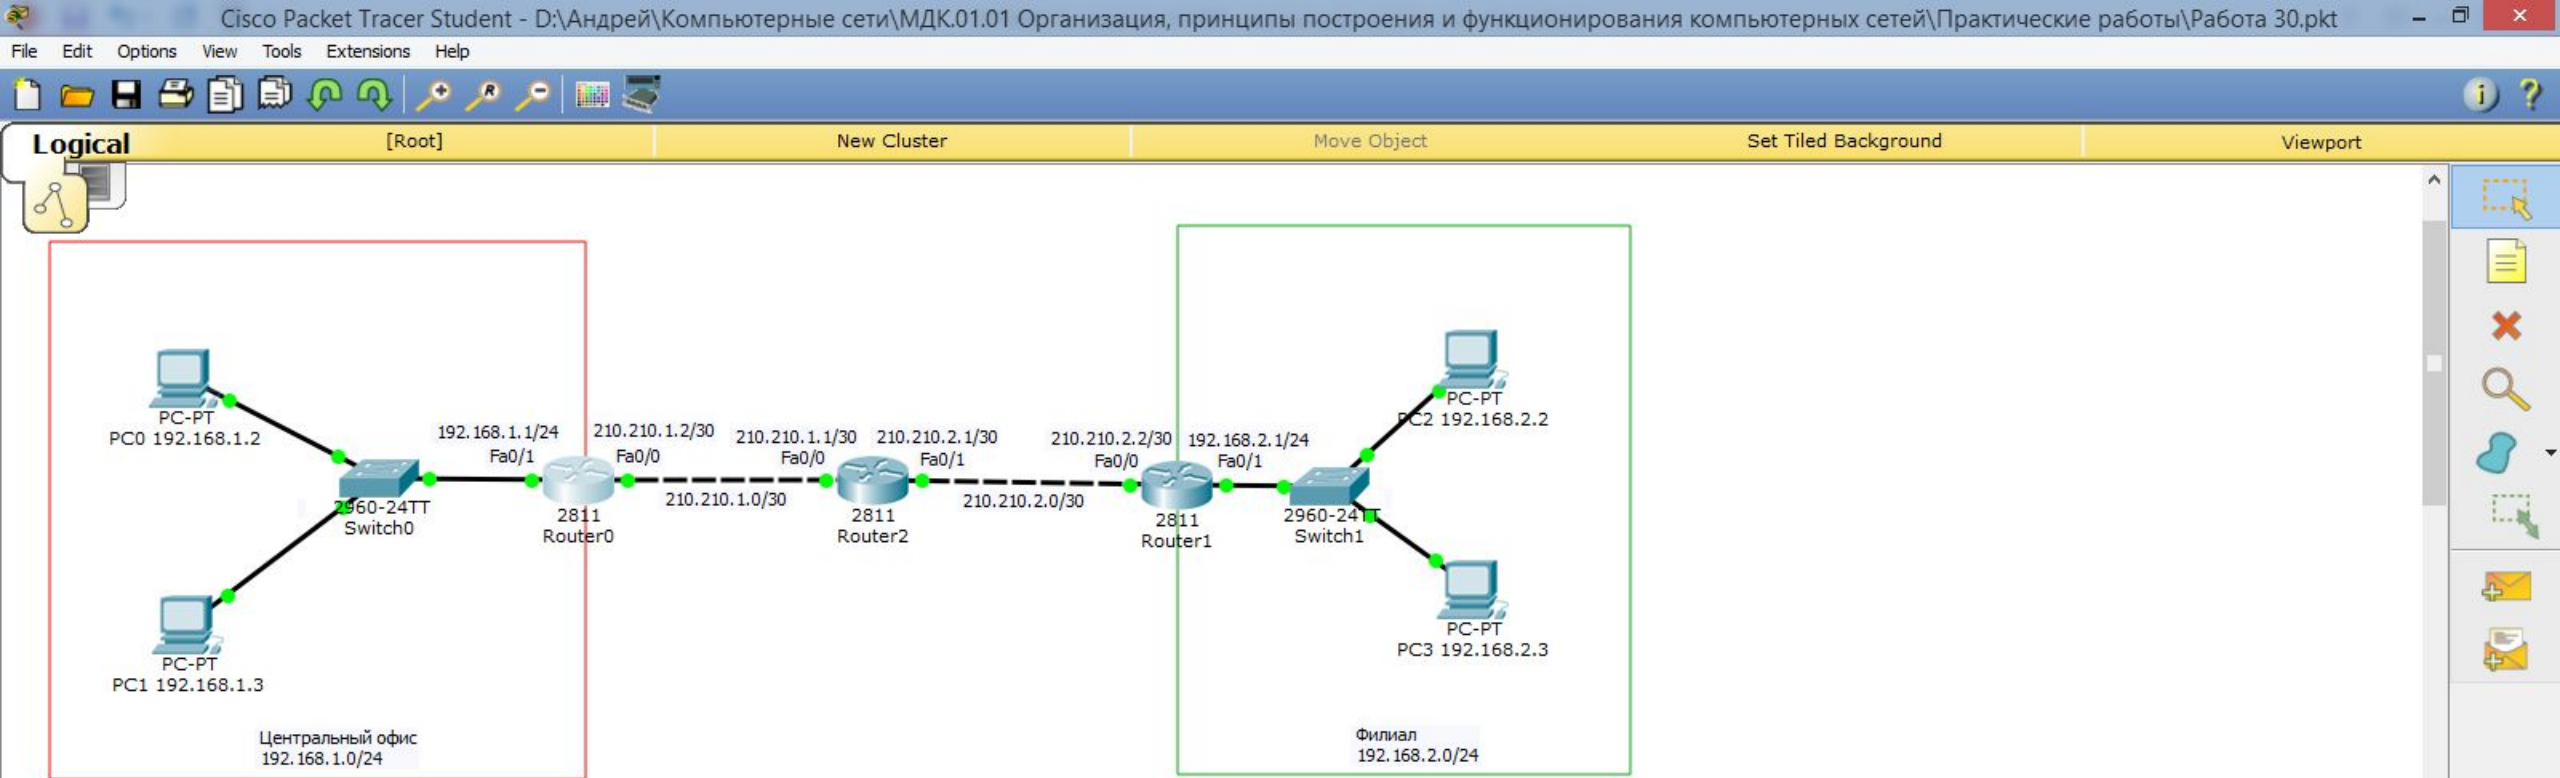 Cisco Packet Tracer Student - D:\Андрей\Компьютерные сети\МДК.01.01 Организация, принципы построения и функционирования компьютерных сетей\Практические работы\Работа 30.pkt
File Edit Options View Tools Extensions Help
Logical [Root] New Cluster Move Object Set Tiled Background Viewport
PC-PT
PC0 192.168.1.2
2960-24TT
Switch0
PC-PT
PC1 192.168.1.3
Центральный офис
192.168.1.0/24
192.168.1.1/24
Fa0/1
210.210.1.2/30
Fa0/0
2811
Router0
210.210.1.0/30
210.210.1.1/30
Fa0/0
210.210.2.1/30
Fa0/1
2811
Router2
210.210.2.0/30
210.210.2.2/30
Fa0/0
192.168.2.1/24
Fa0/1
2811
Router1
2960-24TT
Switch1
PC-PT
PC2 192.168.2.2
PC-PT
PC3 192.168.2.3
Филиал
192.168.2.0/24